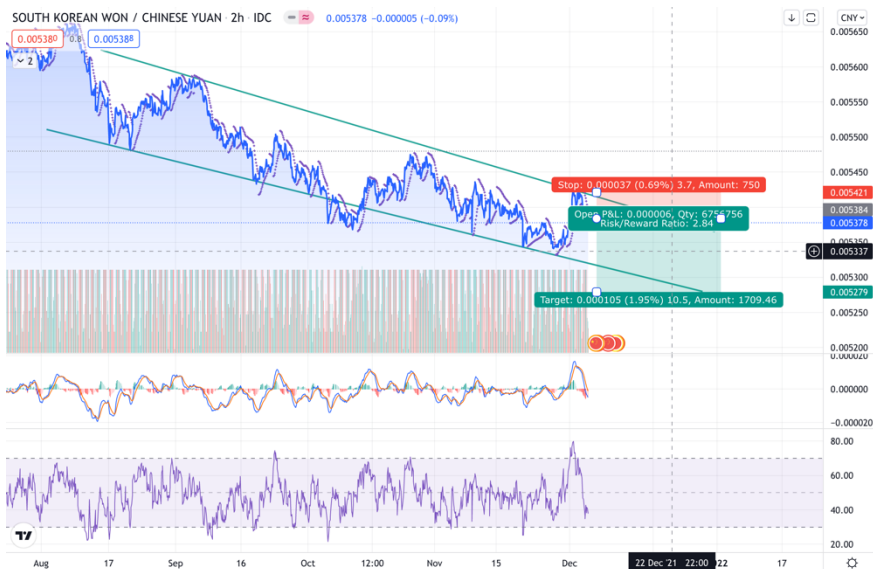 SOUTH KOREAN WON / CHINESE YUAN · 2h · IDC 0.005378 −0.000005 (−0.09%)
CNY
0.005380 0.8 0.005388
2
0.005650
0.005600
0.005550
0.005500
0.005450
Stop: 0.000037 (0.69%) 3.7, Amount: 750
0.005421
Open P&L: 0.000006, Qty: 6756756
0.005384
Risk/Reward Ratio: 2.84
0.005378
0.005350
0.005337
0.005300
Target: 0.000105 (1.95%) 10.5, Amount: 1709.46
0.005279
0.005250
0.005200
0.000020
0.000000
−0.000020
80.00
60.00
40.00
20.00
Aug 17 Sep 16 Oct 12:00 Nov 15 Dec 22 Dec '21 22:00 22 17